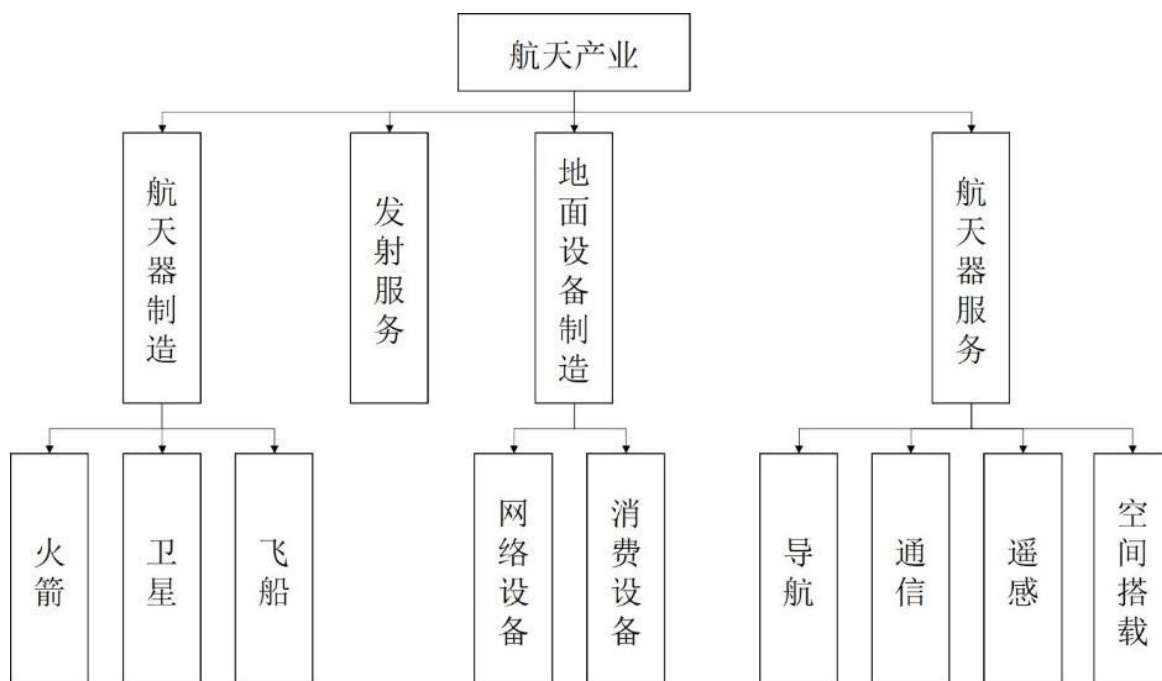 航天产业
航天器制造
发射服务
地面设备制造
航天器服务
火箭
卫星
飞船
网络设备
消费设备
导航
通信
遥感
空间搭载